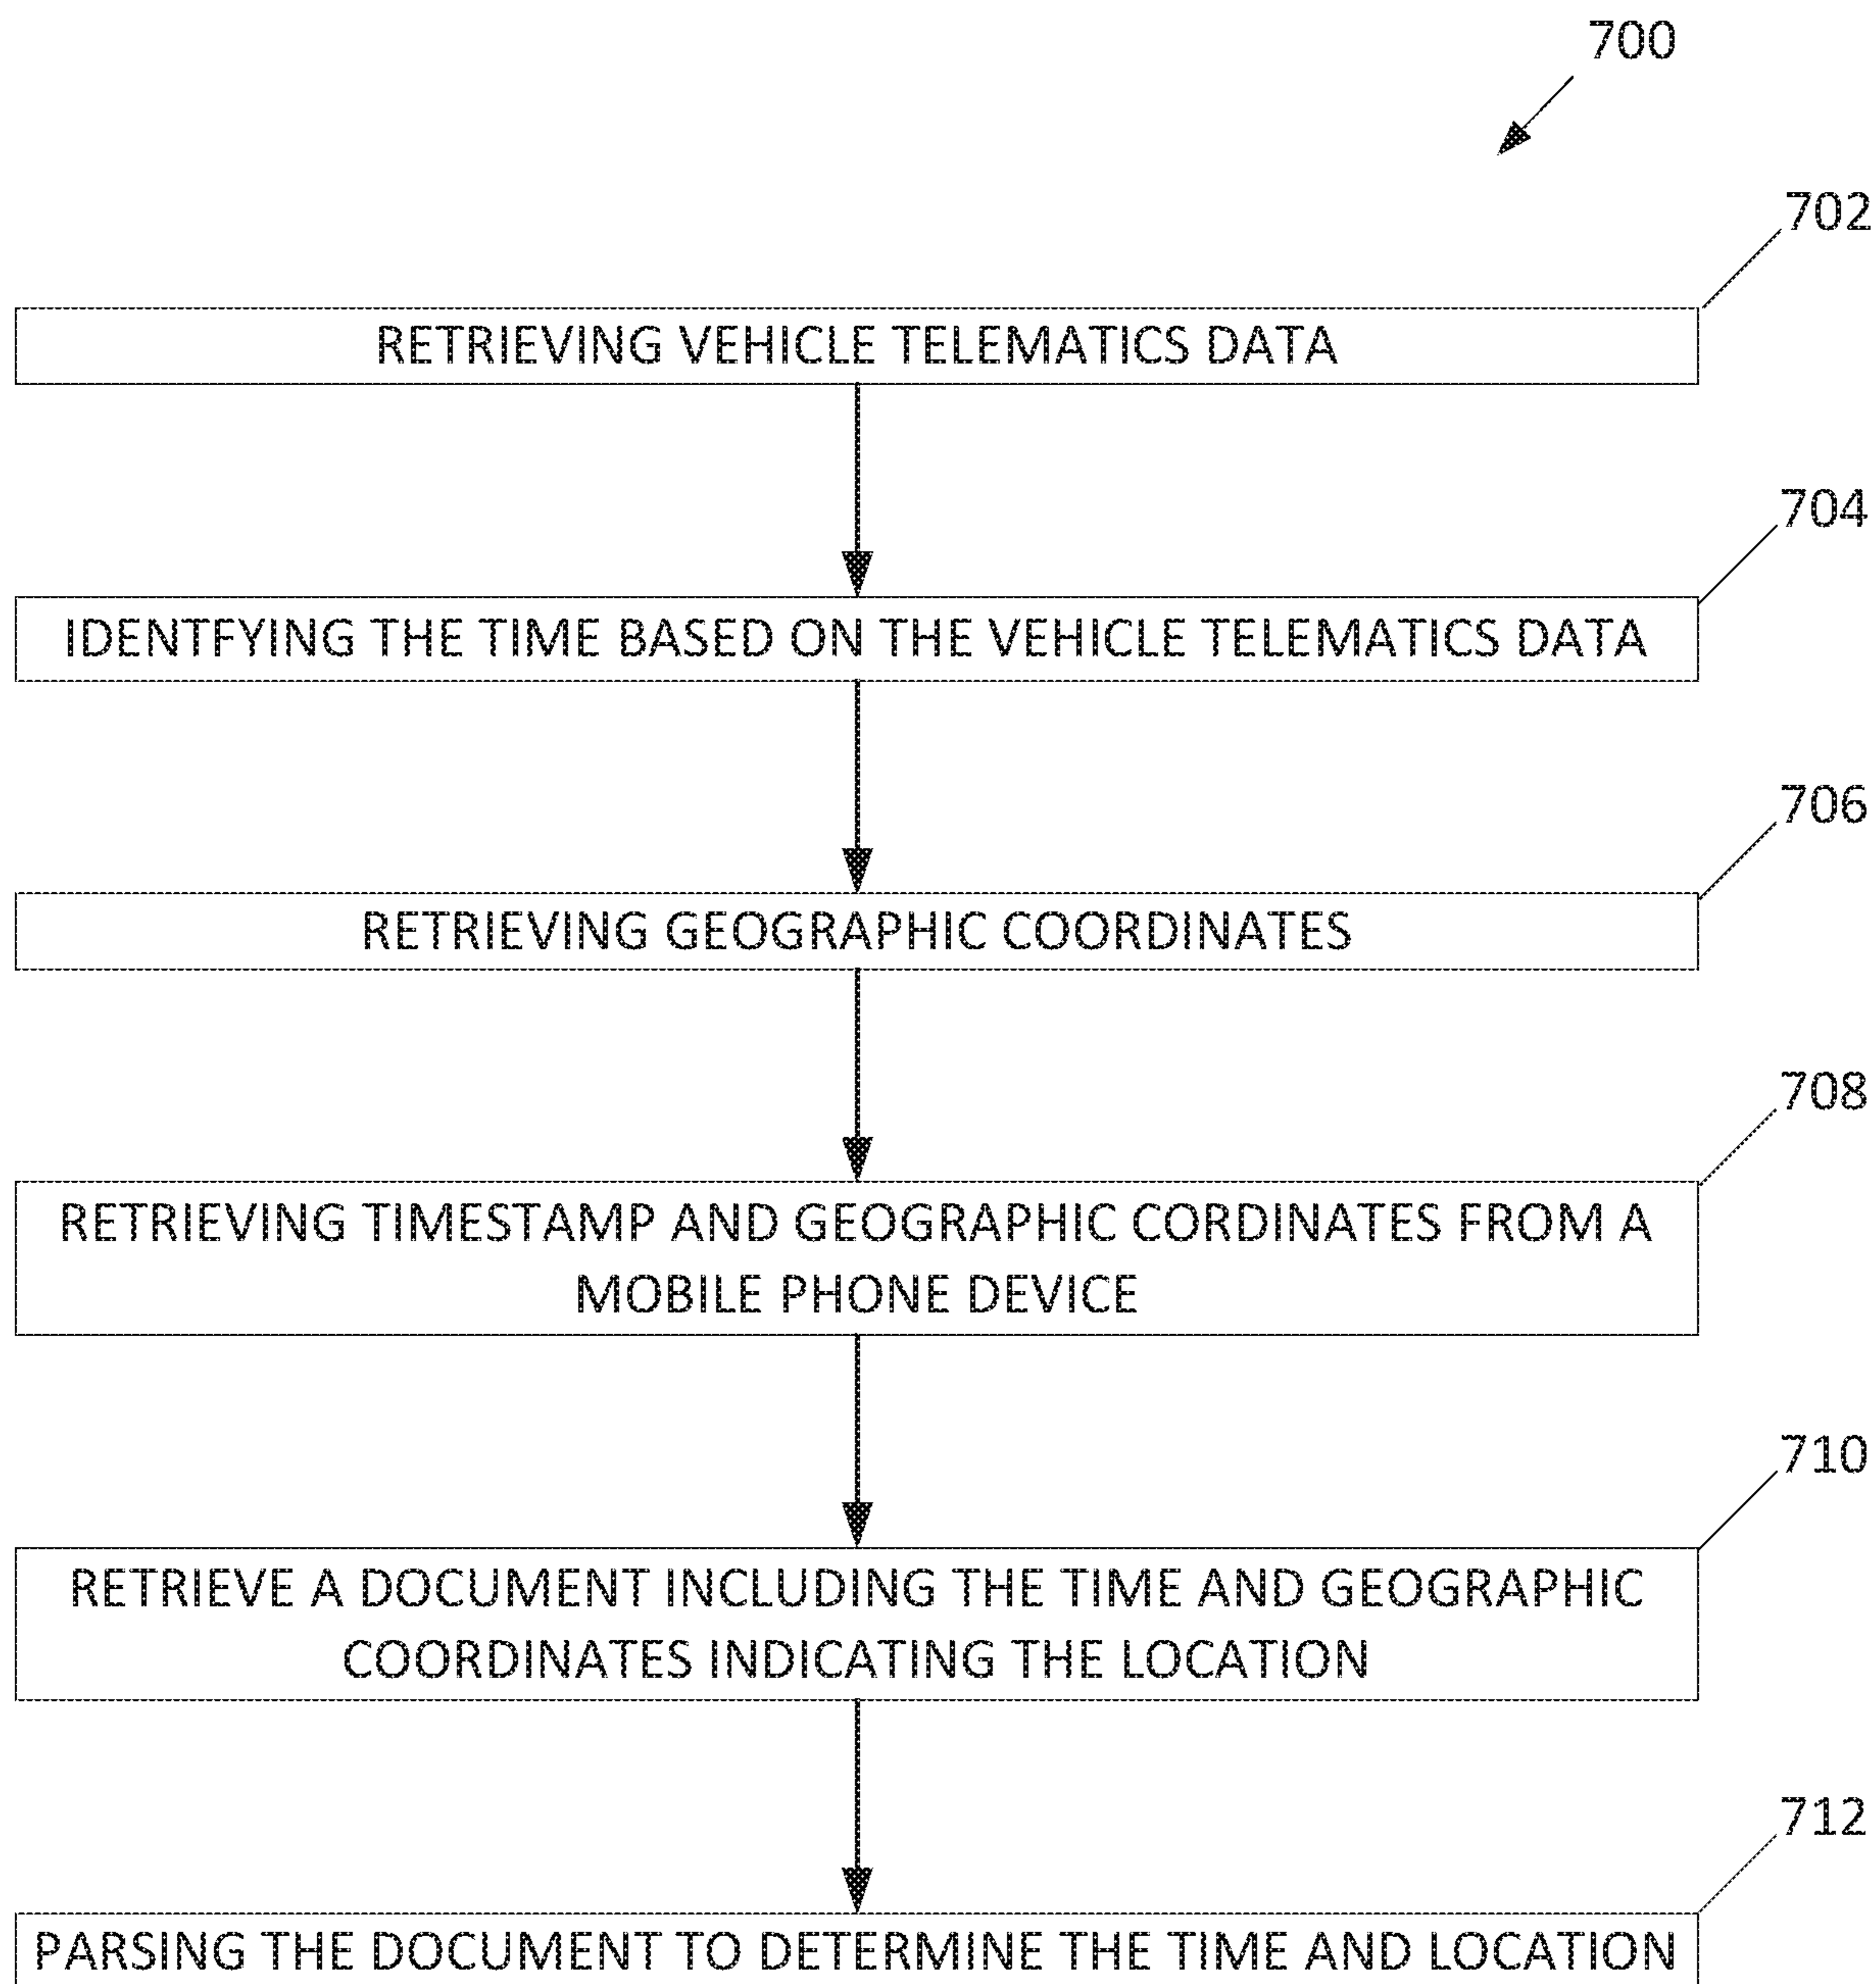 700
702
RETRIEVING VEHICLE TELEMATICS DATA
704
IDENTFYING THE TIME BASED ON THE VEHICLE TELEMATICS DATA
706
RETRIEVING GEOGRAPHIC COORDINATES
708
RETRIEVING TIMESTAMP AND GEOGRAPHIC CORDINATES FROM A
MOBILE PHONE DEVICE
710
RETRIEVE A DOCUMENT INCLUDING THE TIME AND GEOGRAPHIC
COORDINATES INDICATING THE LOCATION
712
PARSING THE DOCUMENT TO DETERMINE THE TIME AND LOCATION